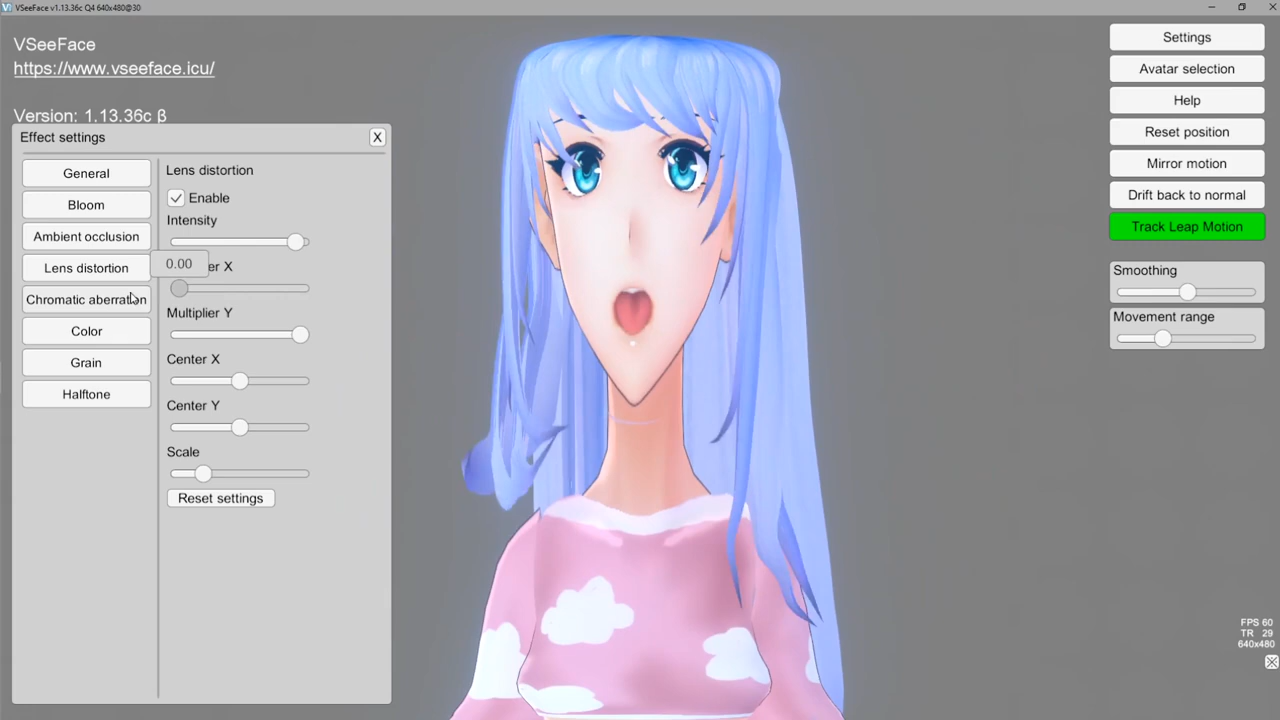 VSeeFace v1.13.36c Q4 640x480@30
VSeeFace
https://www.vseeface.icu/
Version: 1.13.36c β
Effect settings
X
General
Bloom
Ambient occlusion
Lens distortion
Chromatic aberration
Color
Grain
Halftone
Lens distortion
Enable
Intensity
0.00
er X
Multiplier Y
Center X
Center Y
Scale
Reset settings
Settings
Avatar selection
Help
Reset position
Mirror motion
Drift back to normal
Track Leap Motion
Smoothing
Movement range
FPS 60
TR 29
640x480